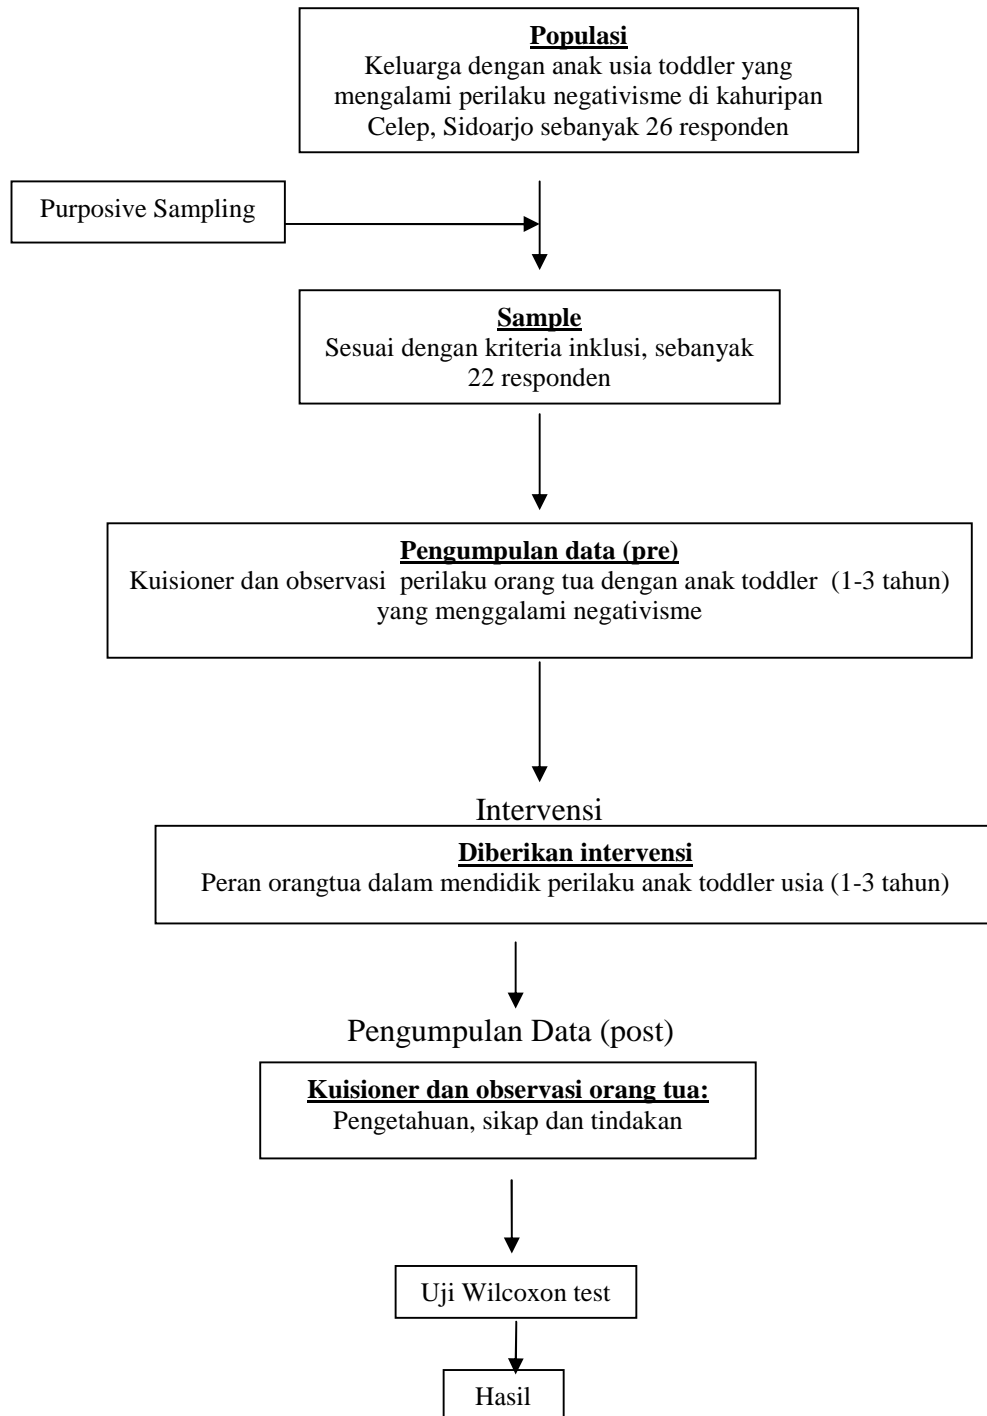 Populasi
Keluarga dengan anak usia toddler yang
mengalami perilaku negativisme di kahuripan
Celep, Sidoarjo sebanyak 26 responden
Purposive Sampling
Sample
Sesuai dengan kriteria inklusi, sebanyak
22 responden
Pengumpulan data (pre)
Kuisioner dan observasi perilaku orang tua dengan anak toddler (1-3 tahun)
yang menggalami negativisme
Intervensi
Diberikan intervensi
Peran orangtua dalam mendidik perilaku anak toddler usia (1-3 tahun)
Pengumpulan Data (post)
Kuisioner dan observasi orang tua:
Pengetahuan, sikap dan tindakan
Uji Wilcoxon test
Hasil